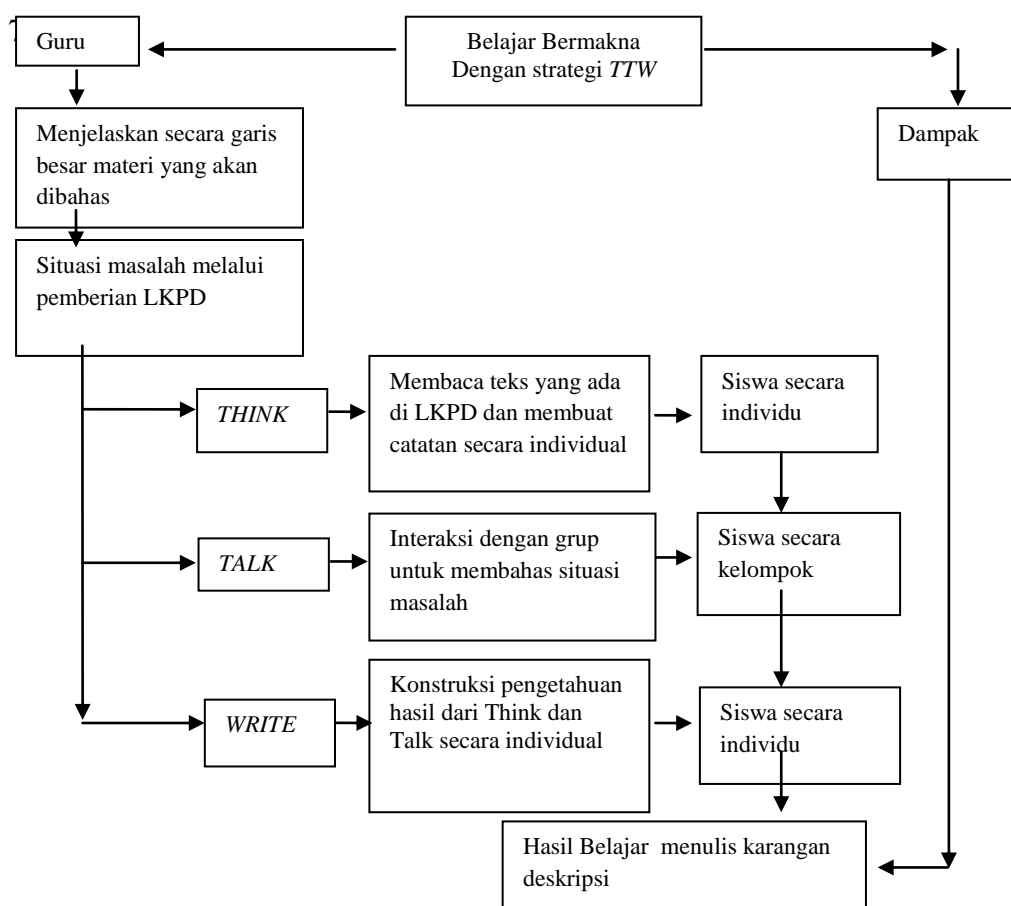 Guru
Belajar Bermakna
Dengan strategi TTW
Menjelaskan secara garis
besar materi yang akan
dibahas
Dampak
Situasi masalah melalui
pemberian LKPD
THINK
Membaca teks yang ada
di LKPD dan membuat
catatan secara individual
Siswa secara
individu
TALK
Interaksi dengan grup
untuk membahas situasi
masalah
Siswa secara
kelompok
WRITE
Konstruksi pengetahuan
hasil dari Think dan
Talk secara individual
Siswa secara
individu
Hasil Belajar menulis karangan
deskripsi